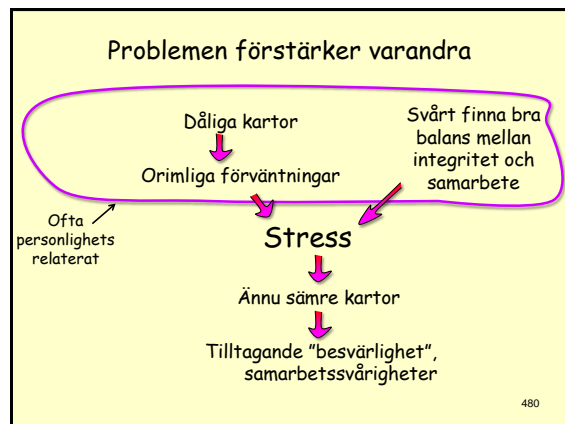 Problemen förstärker varandra
Dåliga kartor
Orimliga förväntningar
Svårt finna bra
balans mellan
integritet och
samarbete
Ofta
personlighets
relaterat
Stress
Ännu sämre kartor
Tilltagande ”besvärlighet”,
samarbetssvårigheter
480